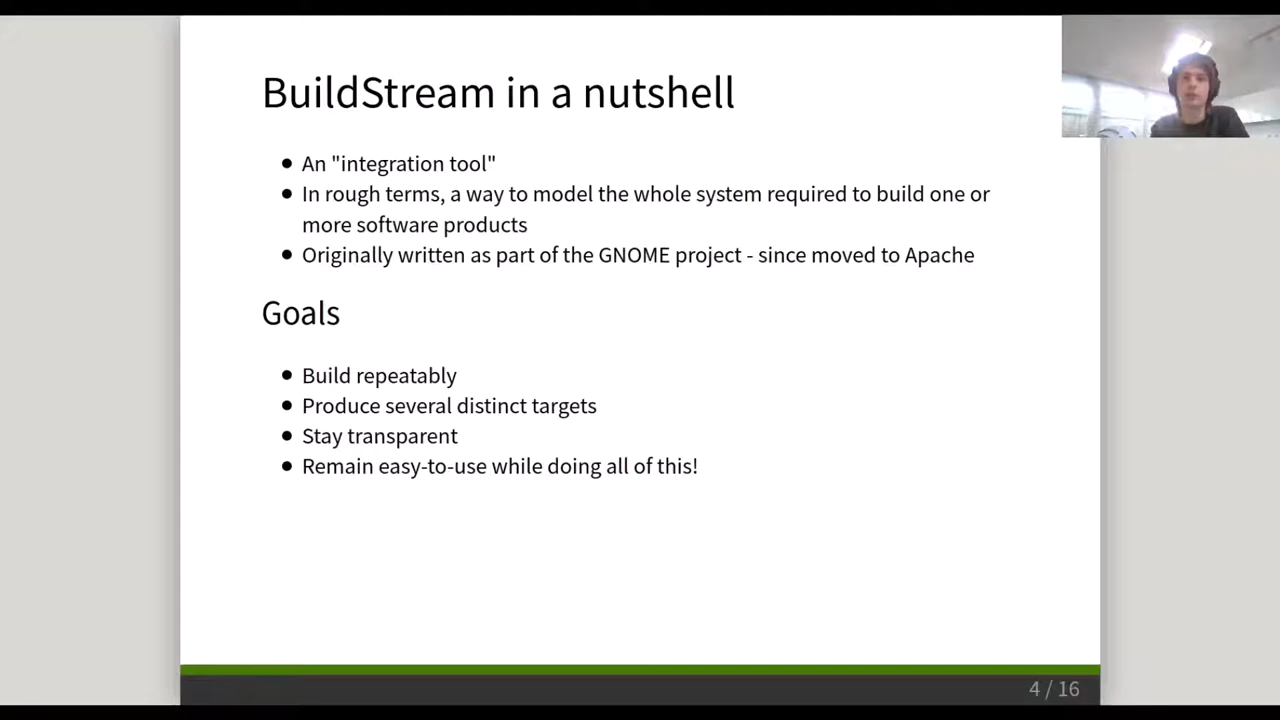 BuildStream in a nutshell
● An "integration tool"
● In rough terms, a way to model the whole system required to build one or
more software products
● Originally written as part of the GNOME project - since moved to Apache
Goals
● Build repeatably
● Produce several distinct targets
● Stay transparent
● Remain easy-to-use while doing all of this!
4 / 16